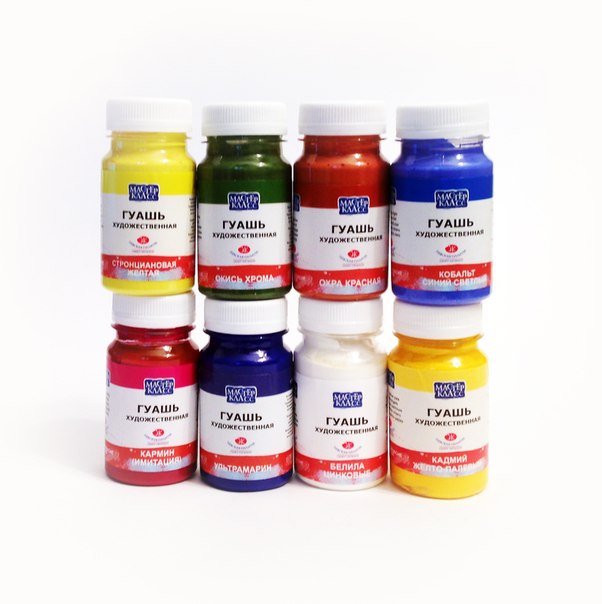 МАСТЕР
КЛАСС
ГУАШЬ
ХУДОЖЕСТВЕННАЯ
СТРОНЦИАНОВАЯ
ЖЕЛТАЯ
МАСТЕР
КЛАСС
ГУАШЬ
ХУДОЖЕСТВЕННАЯ
ОКИСЬ ХРОМА
МАСТЕР
КЛАСС
ГУАШЬ
ХУДОЖЕСТВЕННАЯ
ОХРА КРАСНАЯ
МАСТЕР
КЛАСС
ГУАШЬ
ХУДОЖЕСТВЕННАЯ
КОБАЛЬТ
СИНИЙ СВЕТЛЫЙ
МАСТЕР
КЛАСС
ГУАШЬ
ХУДОЖЕСТВЕННАЯ
КАРМИН
(ИМИТАЦИЯ)
МАСТЕР
КЛАСС
ГУАШЬ
ХУДОЖЕСТВЕННАЯ
УЛЬТРАМАРИН
МАСТЕР
КЛАСС
ГУАШЬ
ХУДОЖЕСТВЕННАЯ
БЕЛИЛА
ЦИНКОВЫЕ
МАСТЕР
КЛАСС
ГУАШЬ
ХУДОЖЕСТВЕННАЯ
КАДМИЙ